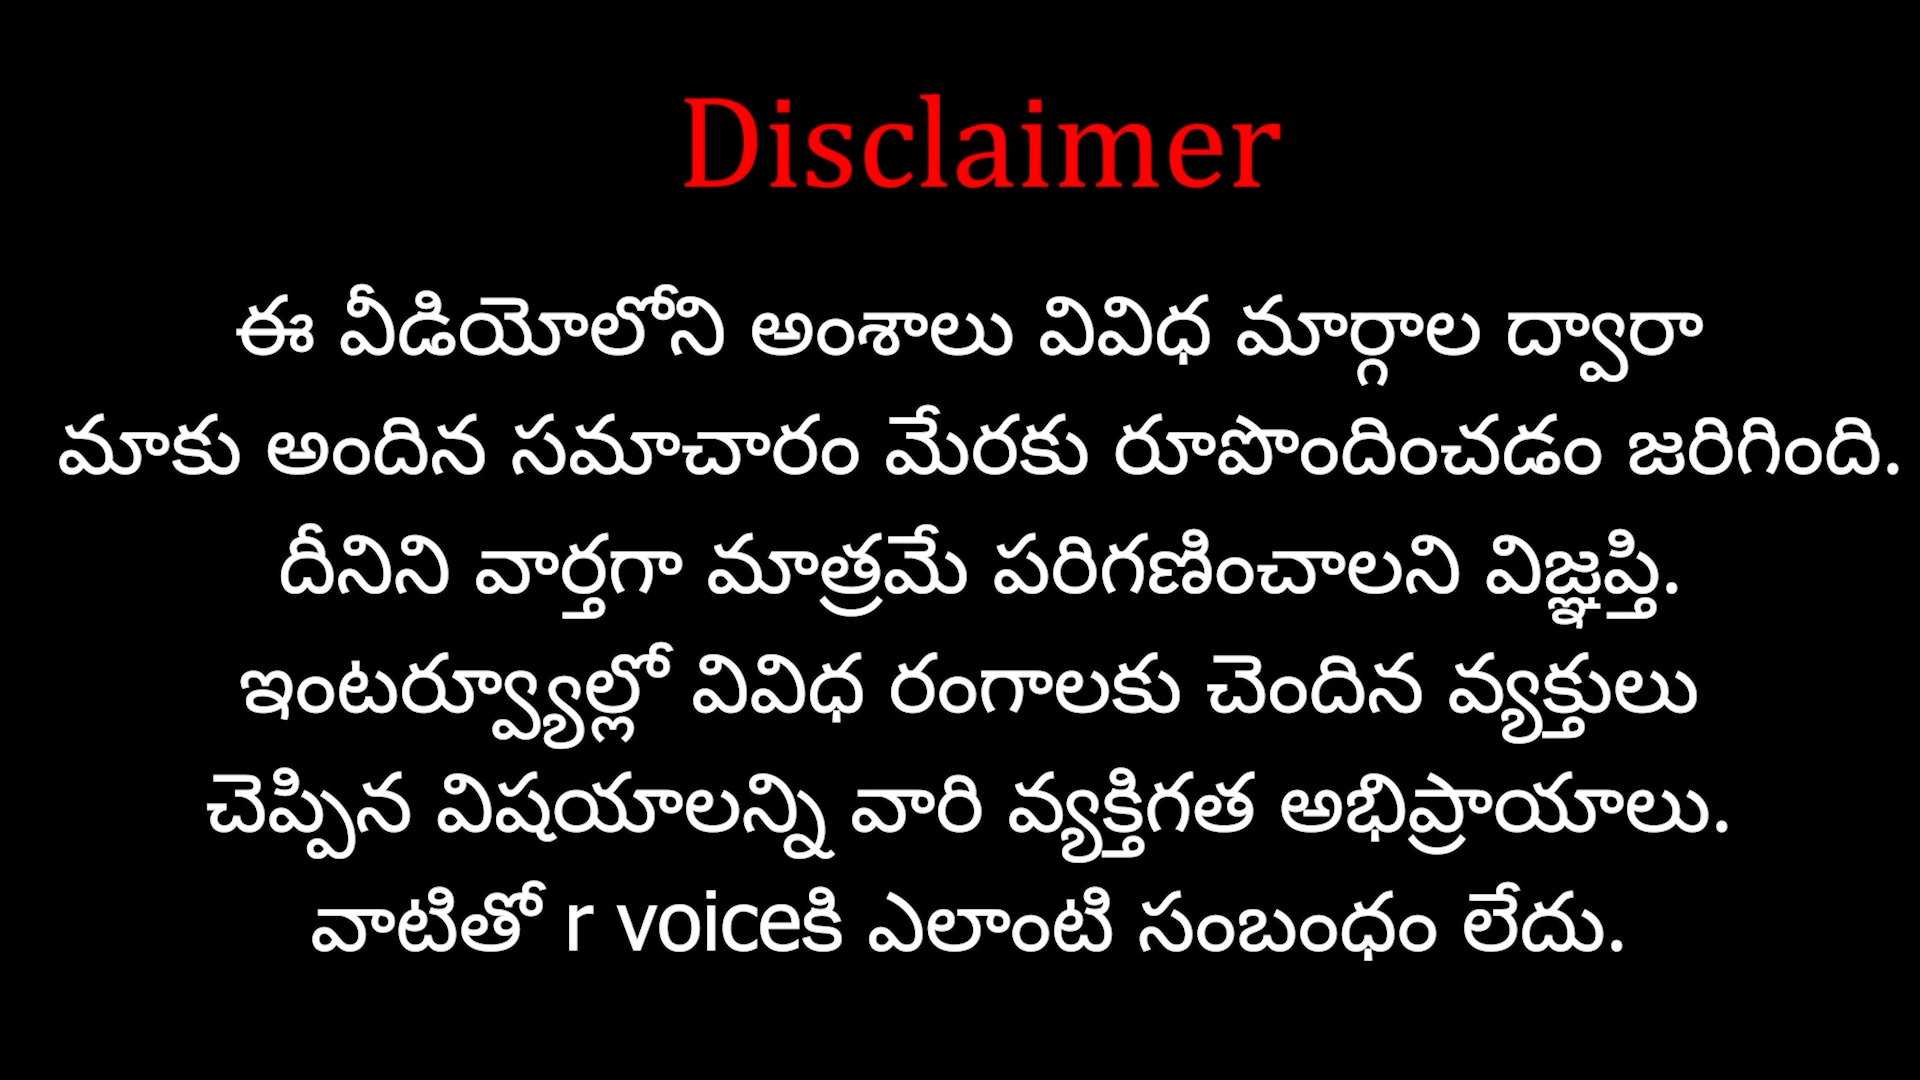 Disclaimer
ఈ వీడియోలోని అంశాలు వివిధ మార్గాల ద్వారా
మాకు అందిన సమాచారం మేరకు రూపొందించడం జరిగింది.
దీనిని వార్తగా మాత్రమే పరిగణించాలని విజ్ఞప్తి.
ఇంటర్వ్యూల్లో వివిధ రంగాలకు చెందిన వ్యక్తులు
చెప్పిన విషయాలన్ని వారి వ్యక్తిగత అభిప్రాయాలు.
వాటితో r voiceకి ఎలాంటి సంబంధం లేదు.